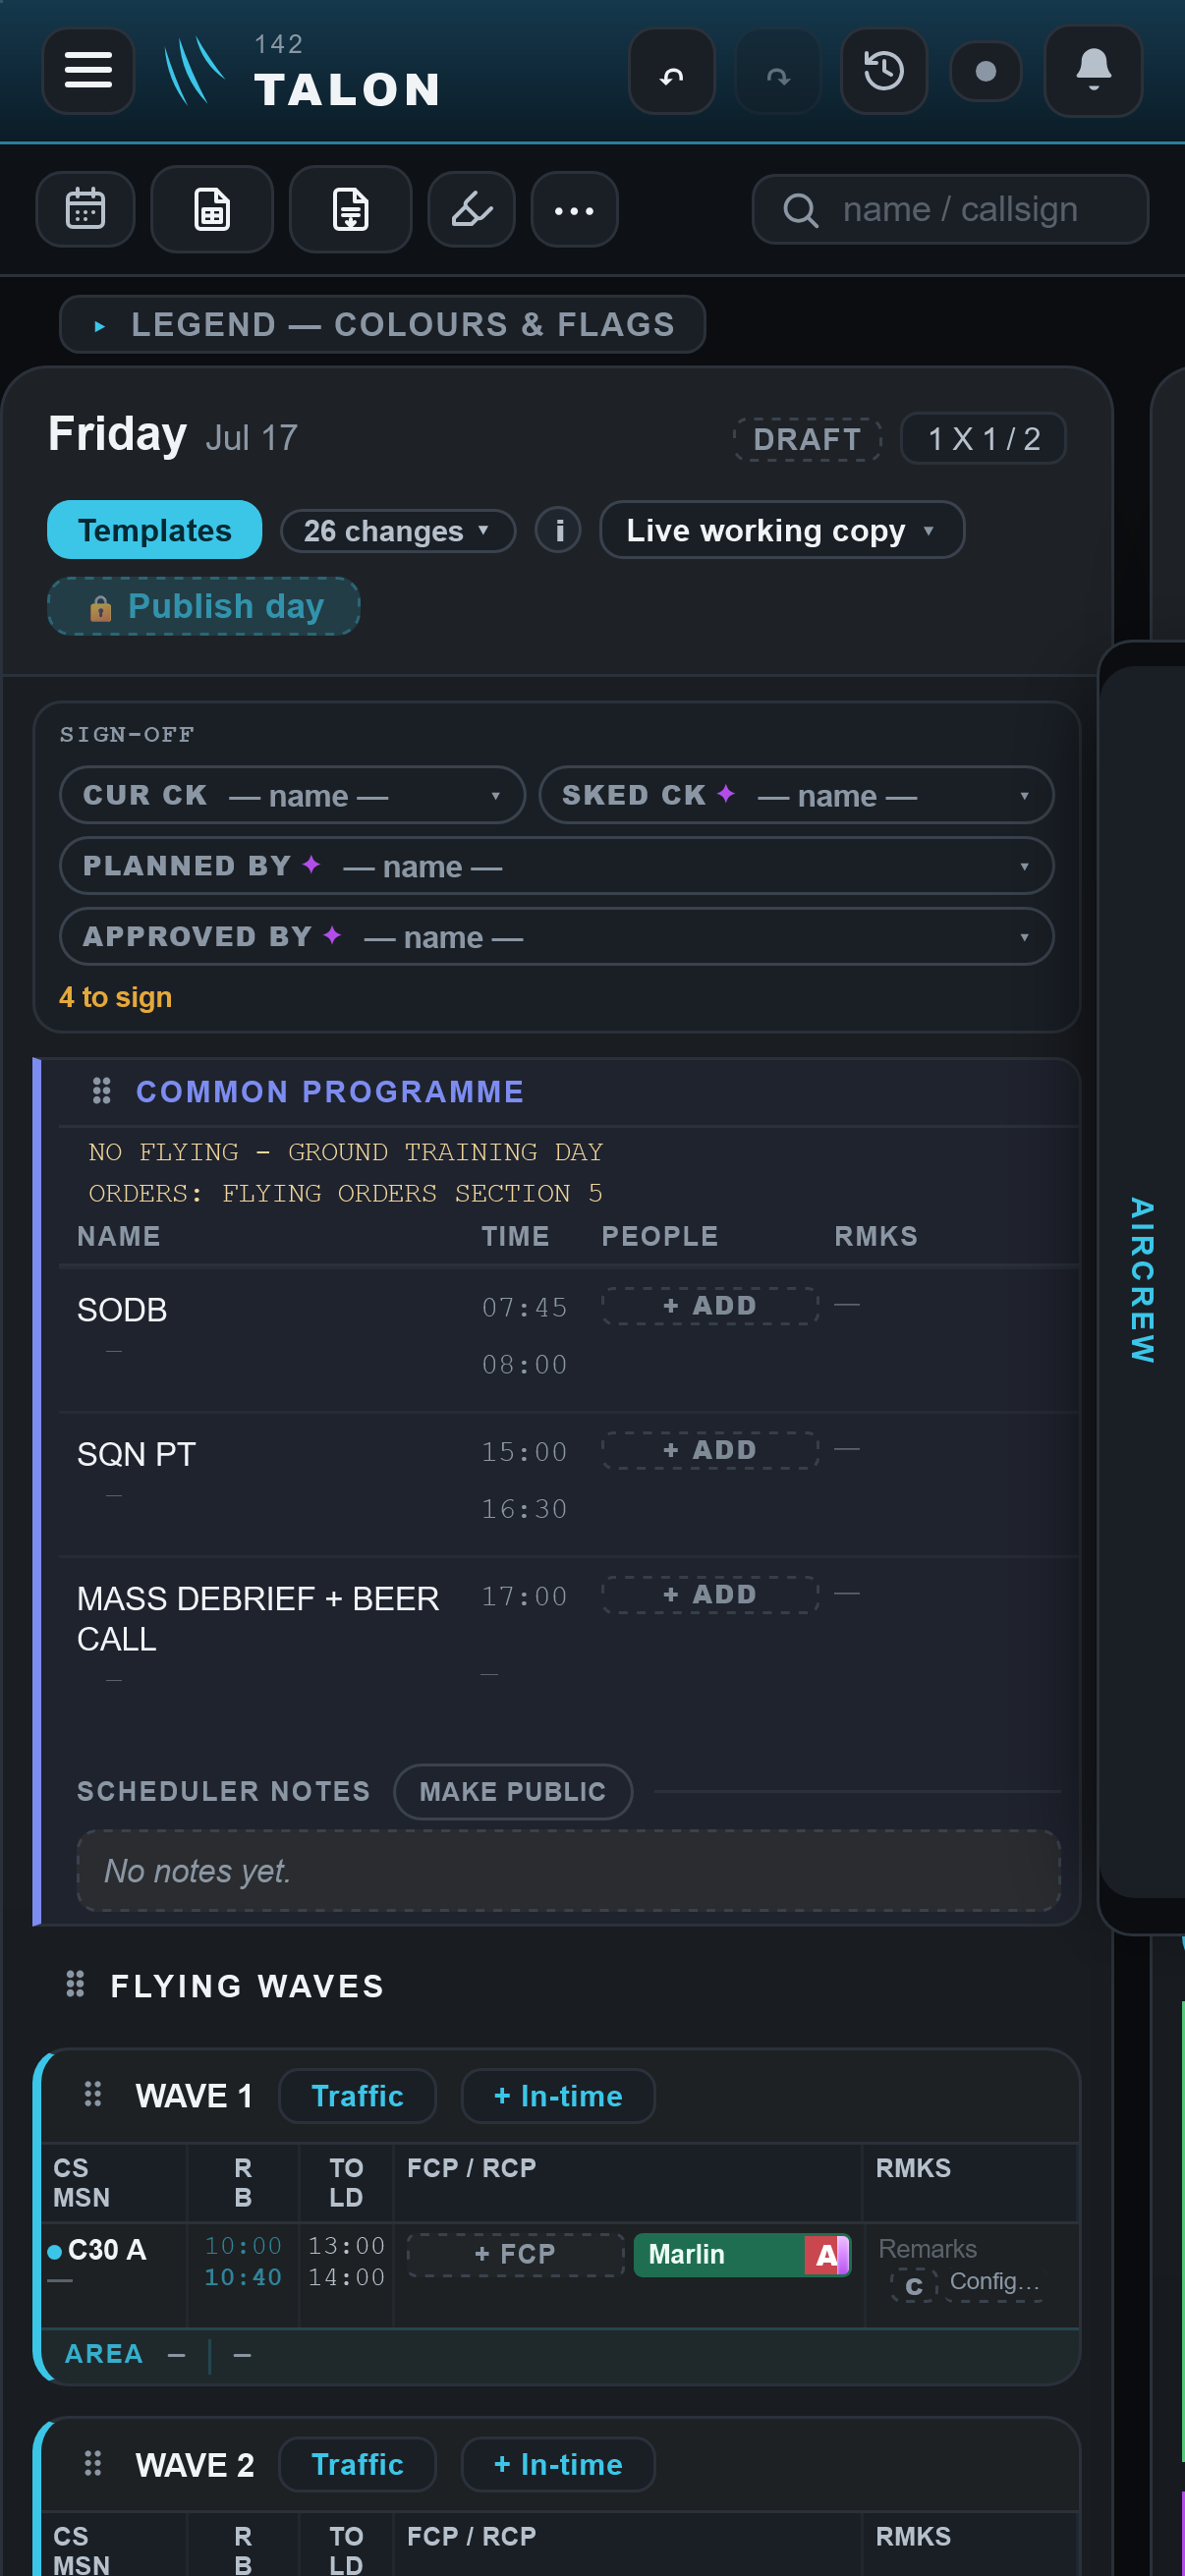 142
TALON
name / callsign
▸ LEGEND — COLOURS & FLAGS
Friday Jul 17 DRAFT 1 X 1 / 2
Templates 26 changes ▾ i Live working copy ▾
🔒 Publish day
SIGN-OFF
CUR CK — name — ▾ SKED CK ✦ — name — ▾
PLANNED BY ✦ — name — ▾
APPROVED BY ✦ — name — ▾
4 to sign
COMMON PROGRAMME
NO FLYING - GROUND TRAINING DAY
ORDERS: FLYING ORDERS SECTION 5
NAME TIME PEOPLE RMKS
SODB 07:45 + ADD —
— 08:00
SQN PT 15:00 + ADD —
— 16:30
MASS DEBRIEF + BEER 17:00 + ADD —
CALL
— —
SCHEDULER NOTES MAKE PUBLIC
No notes yet.
AIRCREW
FLYING WAVES
WAVE 1 Traffic + In-time
CS R TO FCP / RCP RMKS
MSN B LD
C30 A 10:00 13:00 + FCP Marlin A Remarks
— 10:40 14:00 C Config…
AREA — | —
WAVE 2 Traffic + In-time
CS R TO FCP / RCP RMKS
MSN B LD